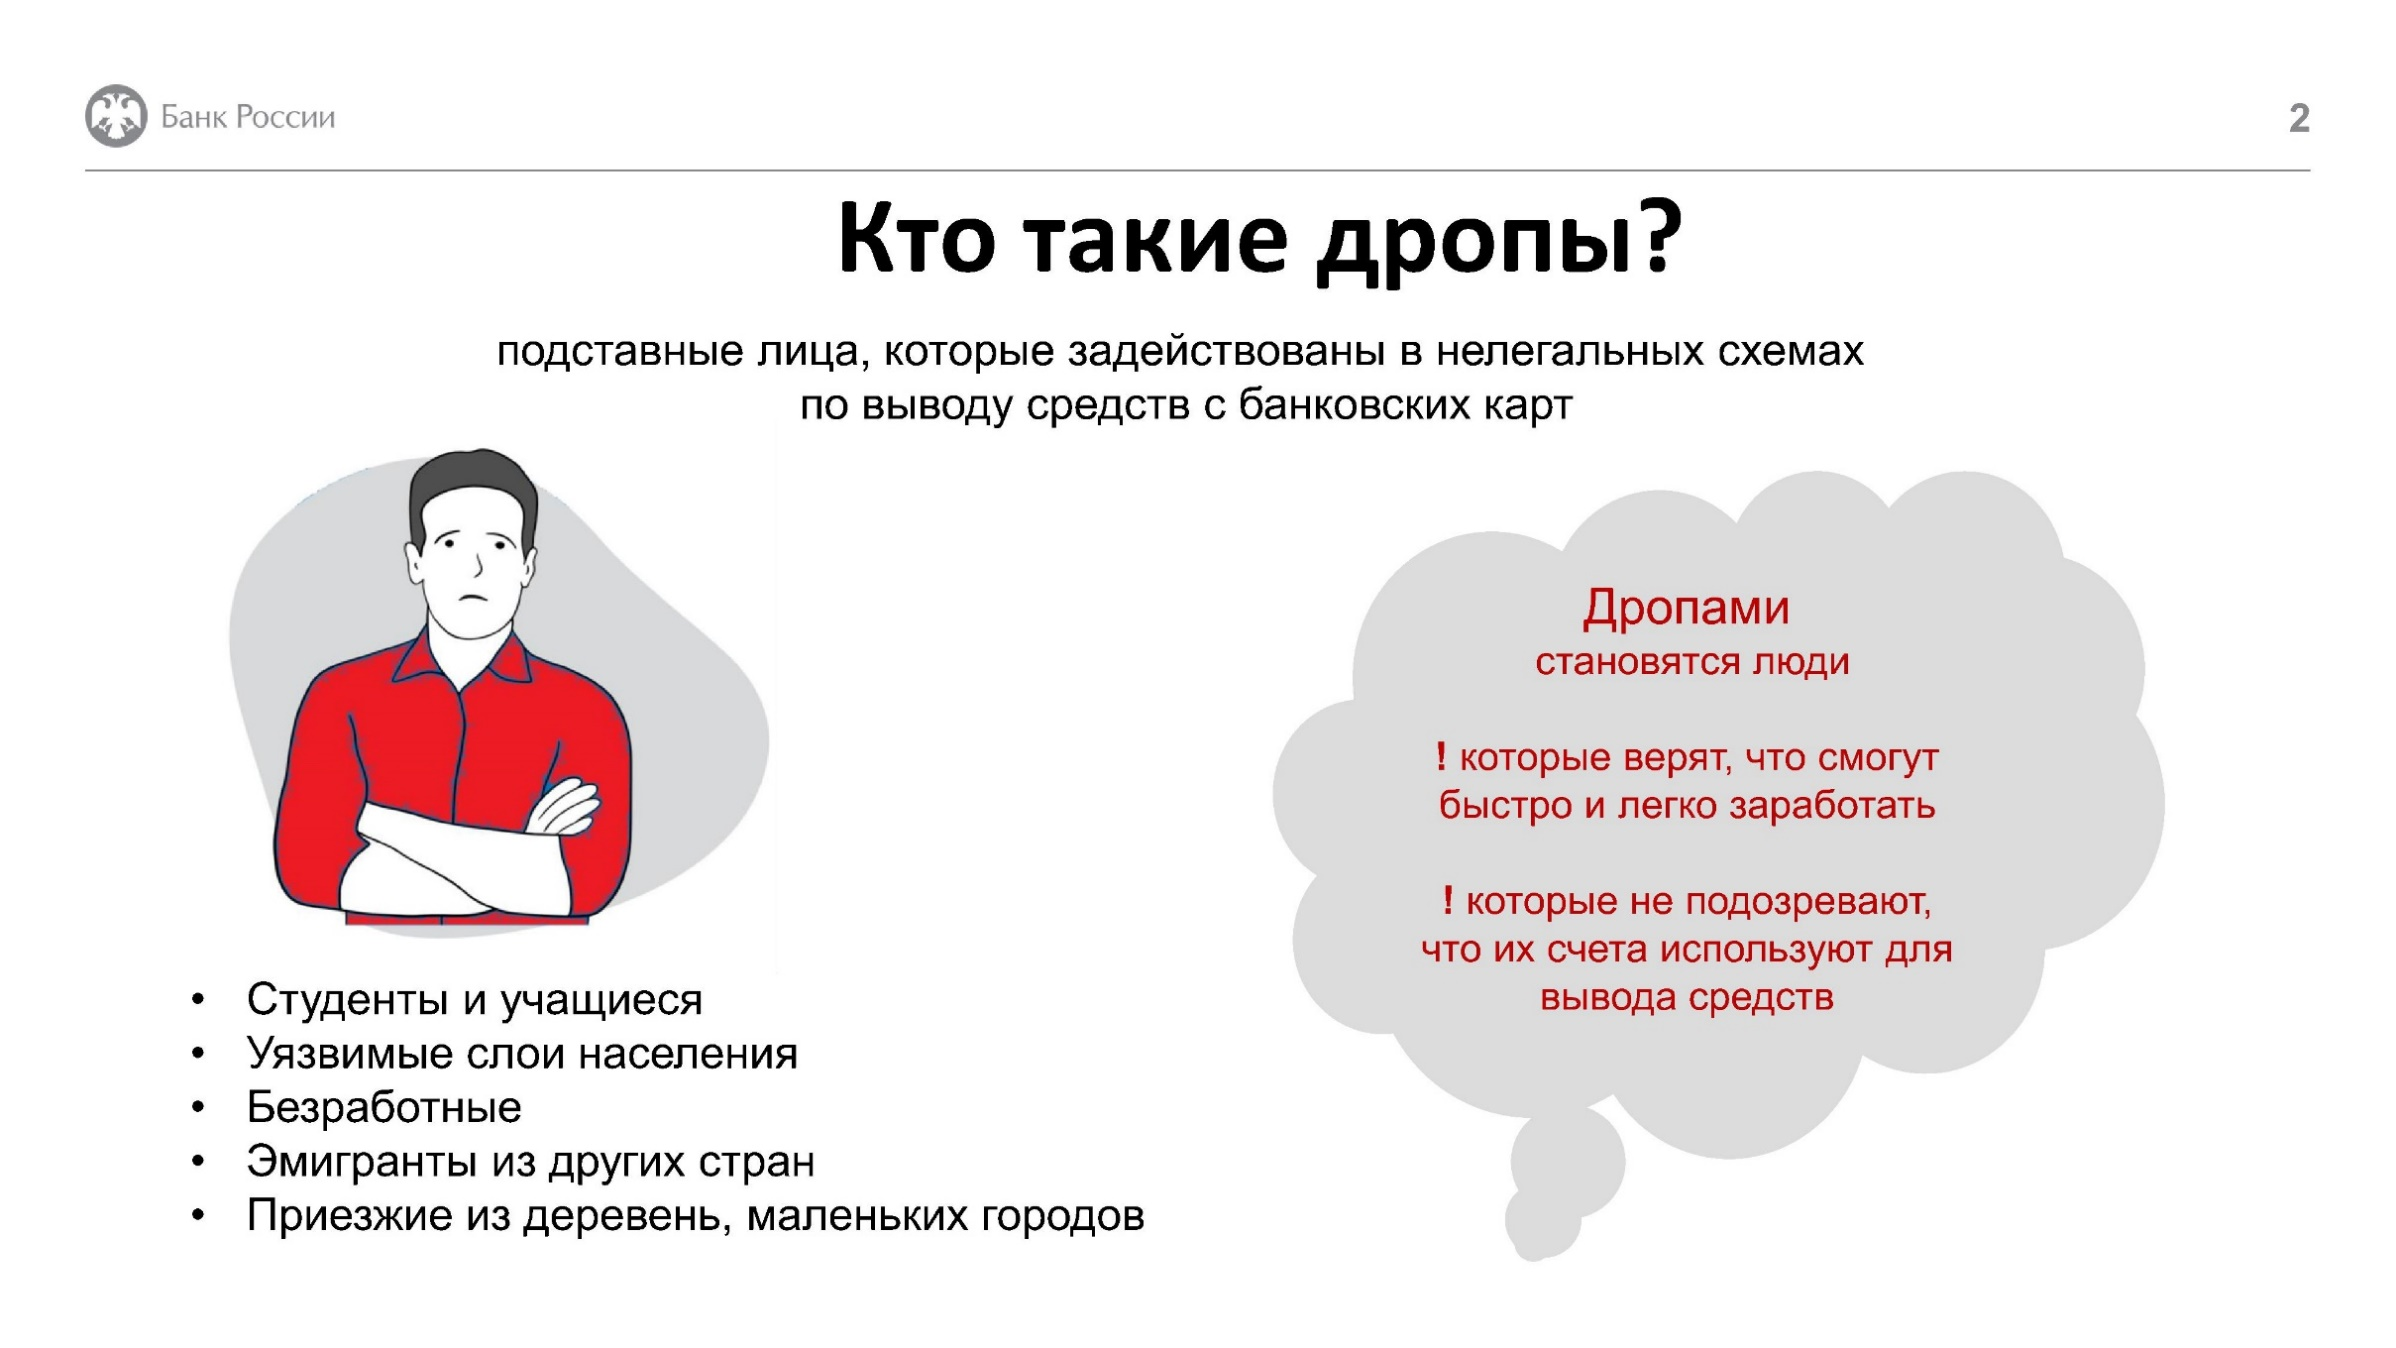 Банк России
2
Кто такие дропы?
подставные лица, которые задействованы в нелегальных схемах
по выводу средств с банковских карт
Дропами
становятся люди
! которые верят, что смогут
быстро и легко заработать
! которые не подозревают,
что их счета используют для
вывода средств
• Студенты и учащиеся
• Уязвимые слои населения
• Безработные
• Эмигранты из других стран
• Приезжие из деревень, маленьких городов